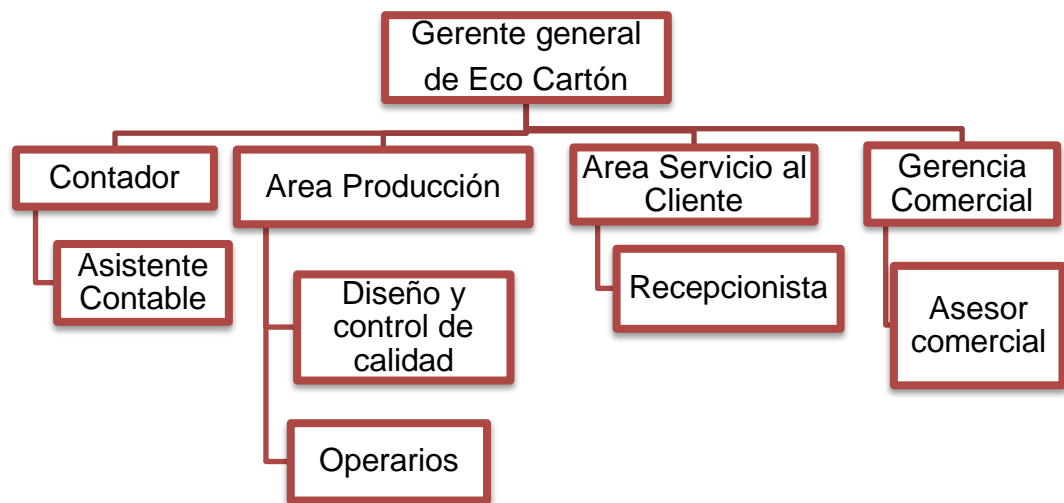 Gerente general
de Eco Cartón
Contador
Area Producción
Area Servicio al
Cliente
Gerencia
Comercial
Asistente
Contable
Diseño y
control de
calidad
Recepcionista
Asesor
comercial
Operarios